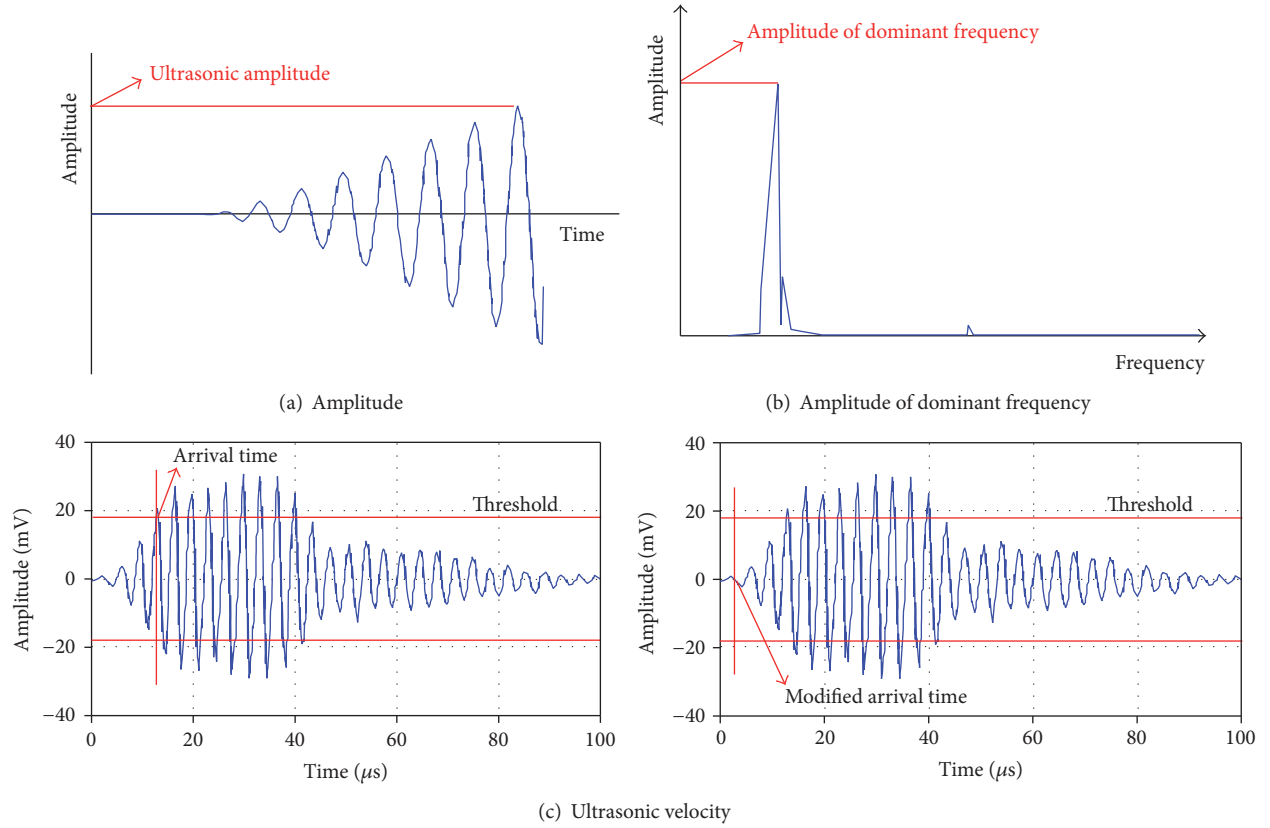 Ultrasonic amplitude
Amplitude
Time
(a) Amplitude
Amplitude of dominant frequency
Amplitude
Frequency
(b) Amplitude of dominant frequency
40
20
0
−20
−40
Amplitude (mV)
Arrival time
Threshold
0
20
40
60
80
100
Time (μs)
40
20
0
−20
−40
Amplitude (mV)
Threshold
Modified arrival time
0
20
40
60
80
100
Time (μs)
(c) Ultrasonic velocity